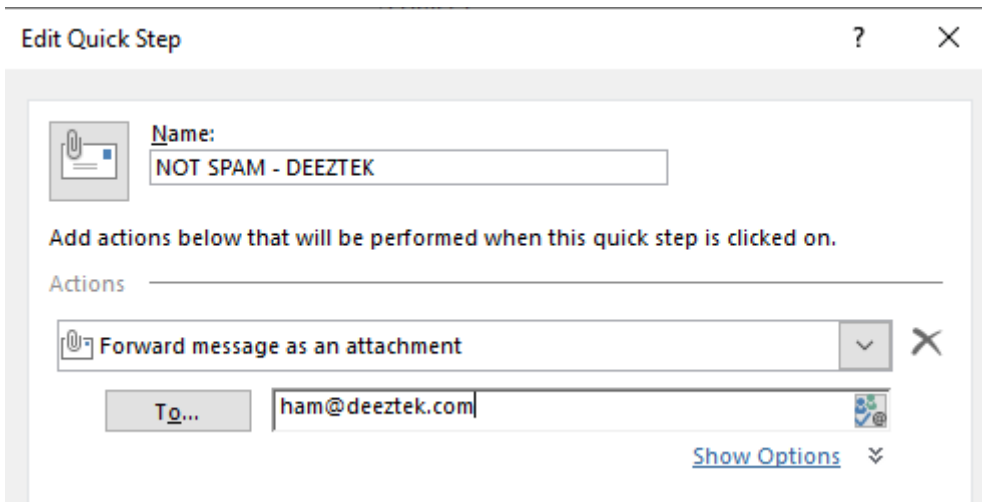 Edit Quick Step ?
Name:
NOT SPAM - DEEZTEK
Add actions below that will be performed when this quick step is clicked on.
Actions
Forward message as an attachment
To... ham@deeztek.com
Show Options